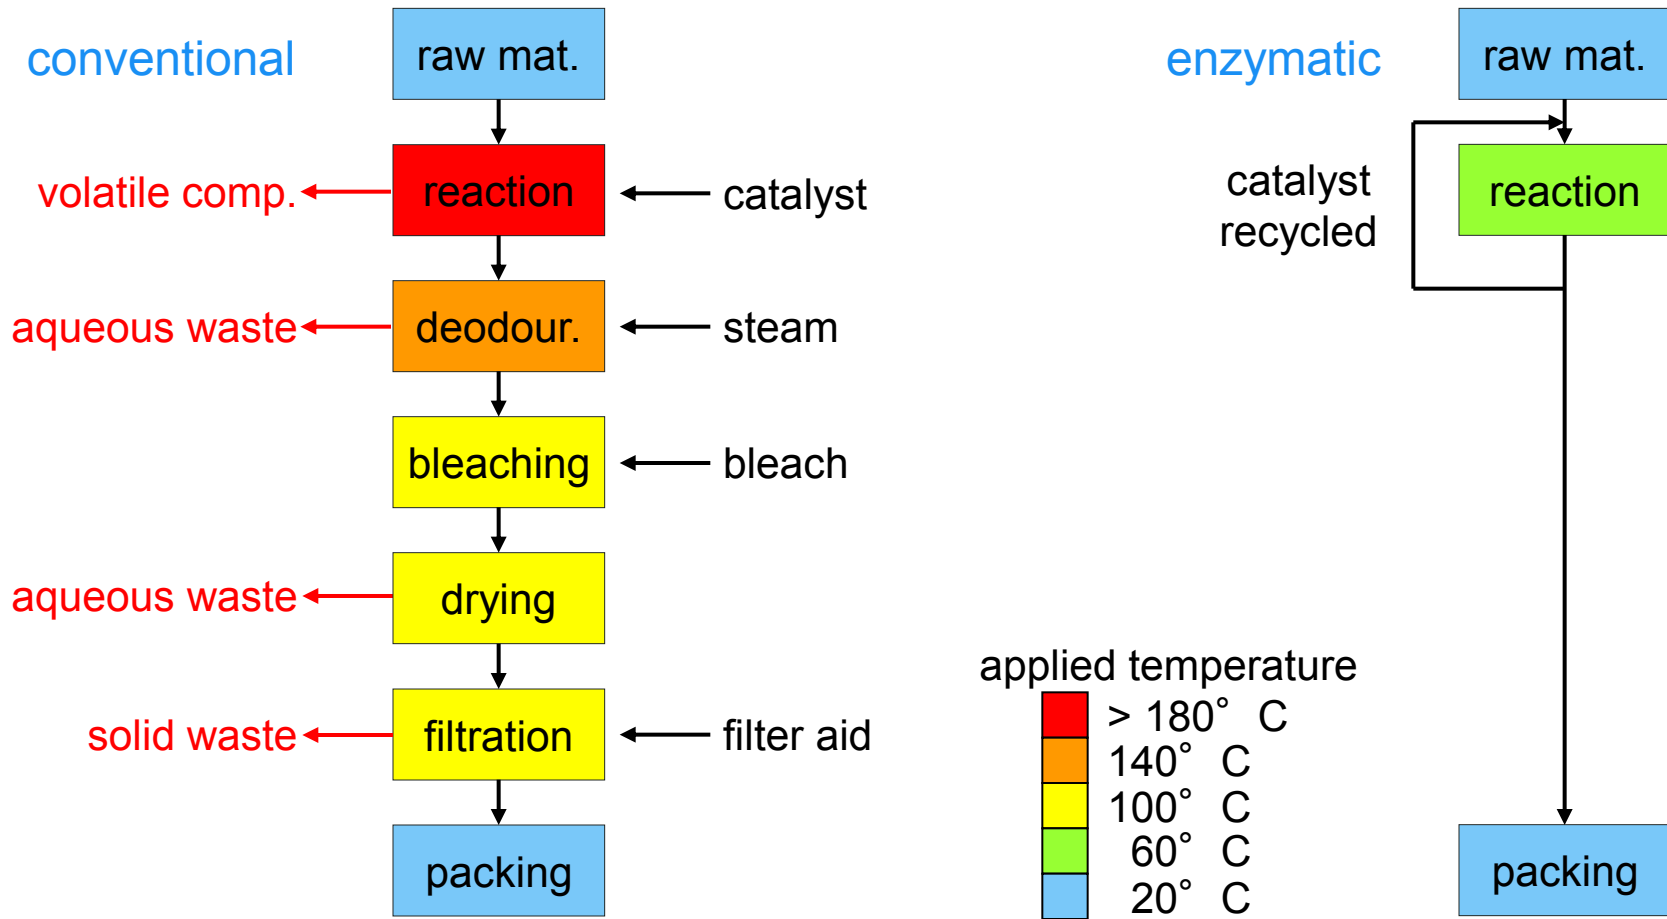 conventional
raw mat.
enzymatic
raw mat.
volatile comp.
reaction
catalyst
catalyst
recycled
reaction
aqueous waste
deodour.
steam
bleaching
bleach
aqueous waste
drying
solid waste
filtration
filter aid
packing
applied temperature
> 180° C
140° C
100° C
60° C
20° C
packing